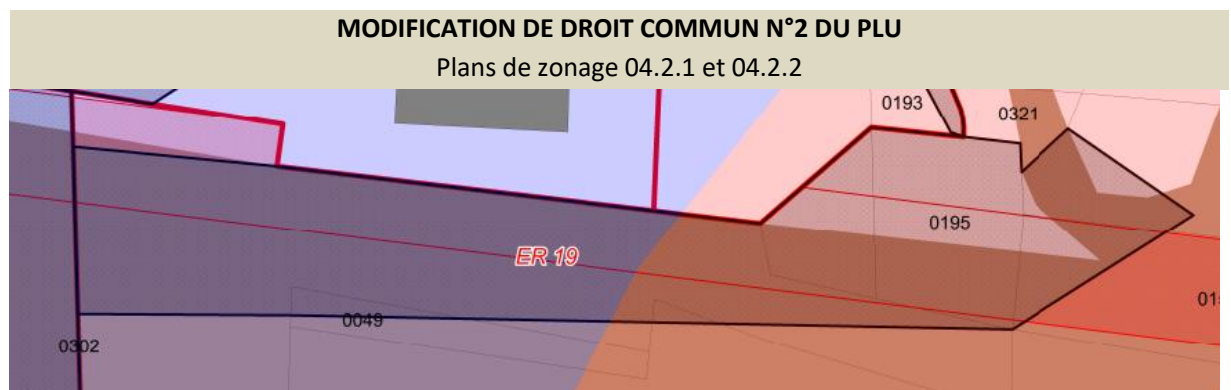 MODIFICATION DE DROIT COMMUN N°2 DU PLU
Plans de zonage 04.2.1 et 04.2.2
0193
0321
0195
ER 19
0049
0302